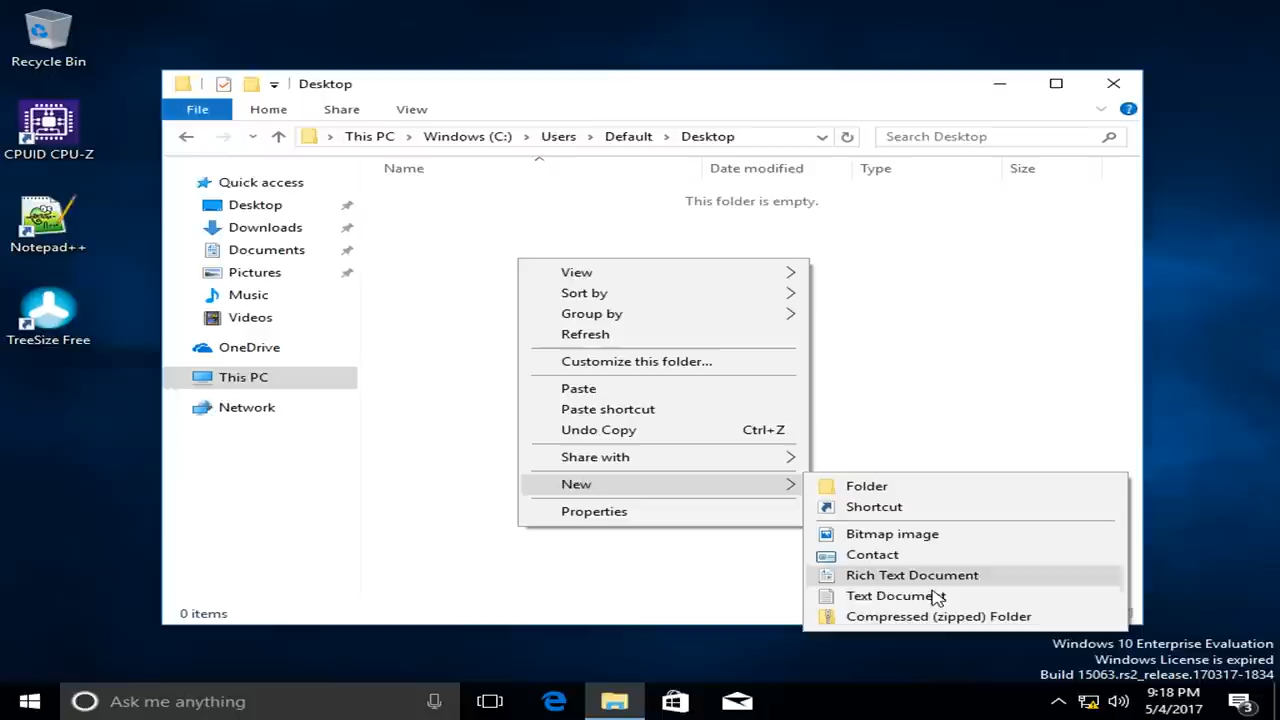 Recycle Bin
CPUID CPU-Z
Notepad++
TreeSize Free
Desktop
File Home Share View
This PC Windows (C:) Users Default Desktop
Search Desktop
Name Date modified Type Size
This folder is empty.
Quick access
Desktop
Downloads
Documents
Pictures
Music
Videos
OneDrive
This PC
Network
0 items
View
Sort by
Group by
Refresh
Customize this folder...
Paste
Paste shortcut
Undo Copy Ctrl+Z
Share with
New
Properties
Folder
Shortcut
Bitmap image
Contact
Rich Text Document
Text Document
Compressed (zipped) Folder
Windows 10 Enterprise Evaluation
Windows License is expired
Build 15063.rs2_release.170317-1834
Ask me anything
9:18 PM
5/4/2017
3